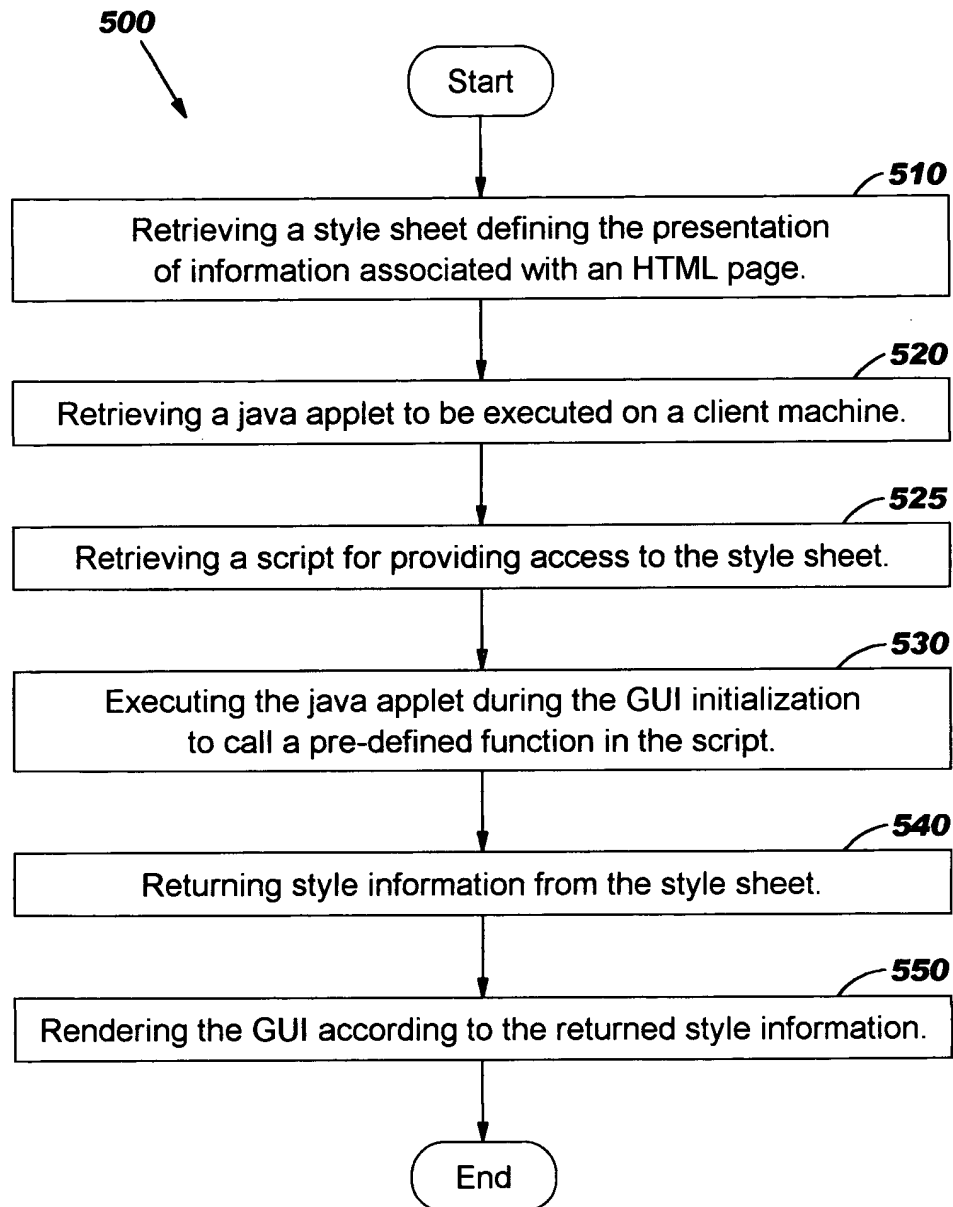 500
Start
510
Retrieving a style sheet defining the presentation
of information associated with an HTML page.
520
Retrieving a java applet to be executed on a client machine.
525
Retrieving a script for providing access to the style sheet.
530
Executing the java applet during the GUI initialization
to call a pre-defined function in the script.
540
Returning style information from the style sheet.
550
Rendering the GUI according to the returned style information.
End